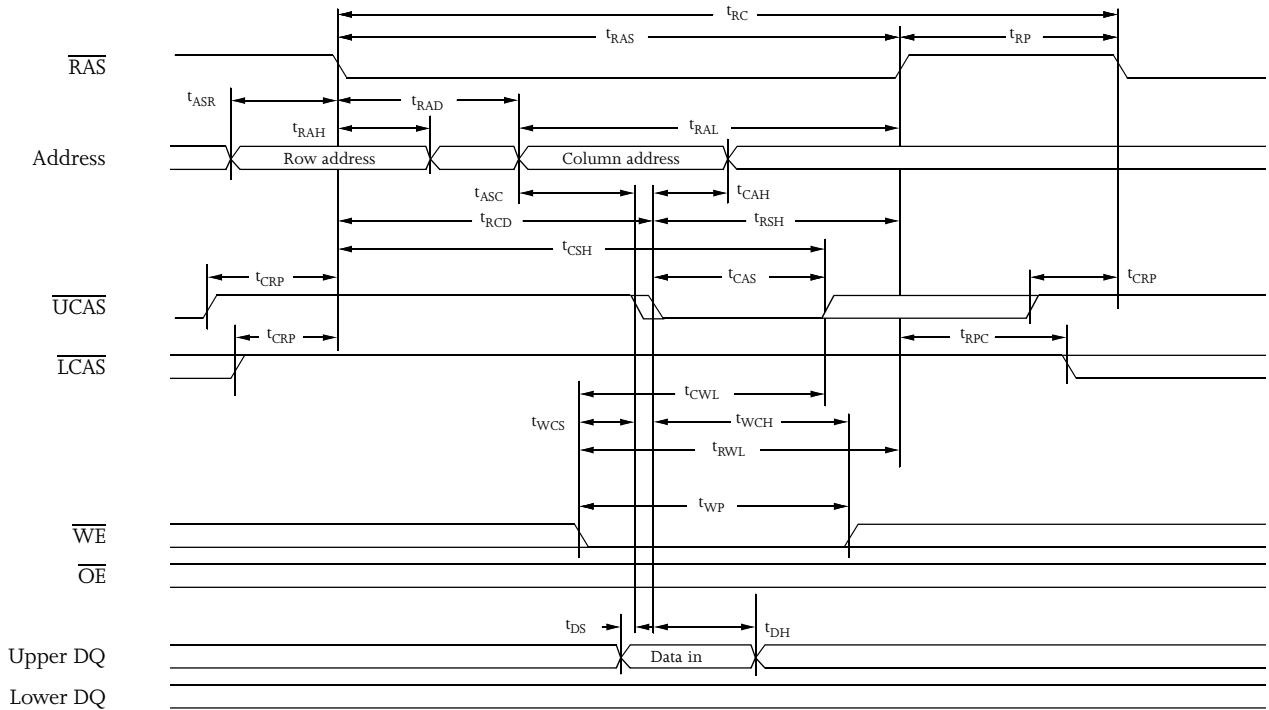 tRC
tRAS
tRP
RAS
tASR
tRAD
tRAH
tRAL
Address
Row address
Column address
tASC
tCAH
tRCD
tRSH
tCSH
tCRP
tCAS
tCRP
UCAS
tCRP
tRPC
LCAS
tCWL
tWCS
tWCH
tRWL
tWP
WE
OE
tDS
tDH
Upper DQ
Data in
Lower DQ